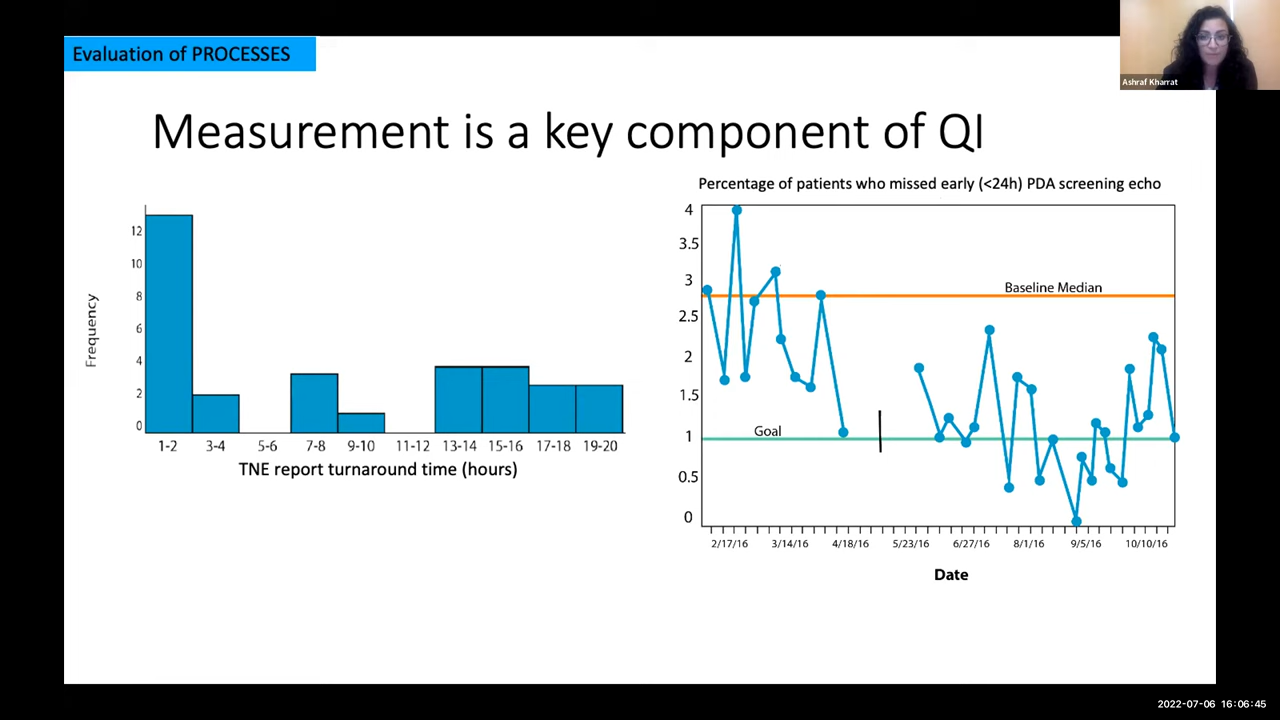 Evaluation of PROCESSES
Ashraf Kharrat
Measurement is a key component of QI
Percentage of patients who missed early (<24h) PDA screening echo
Frequency
12
10
8
6
4
2
0
1-2 3-4 5-6 7-8 9-10 11-12 13-14 15-16 17-18 19-20
TNE report turnaround time (hours)
4
3.5
3
2.5
2
1.5
1
0.5
0
Baseline Median
Goal
2/17/16 3/14/16 4/18/16 5/23/16 6/27/16 8/1/16 9/5/16 10/10/16
Date
2022-07-06 16:06:45